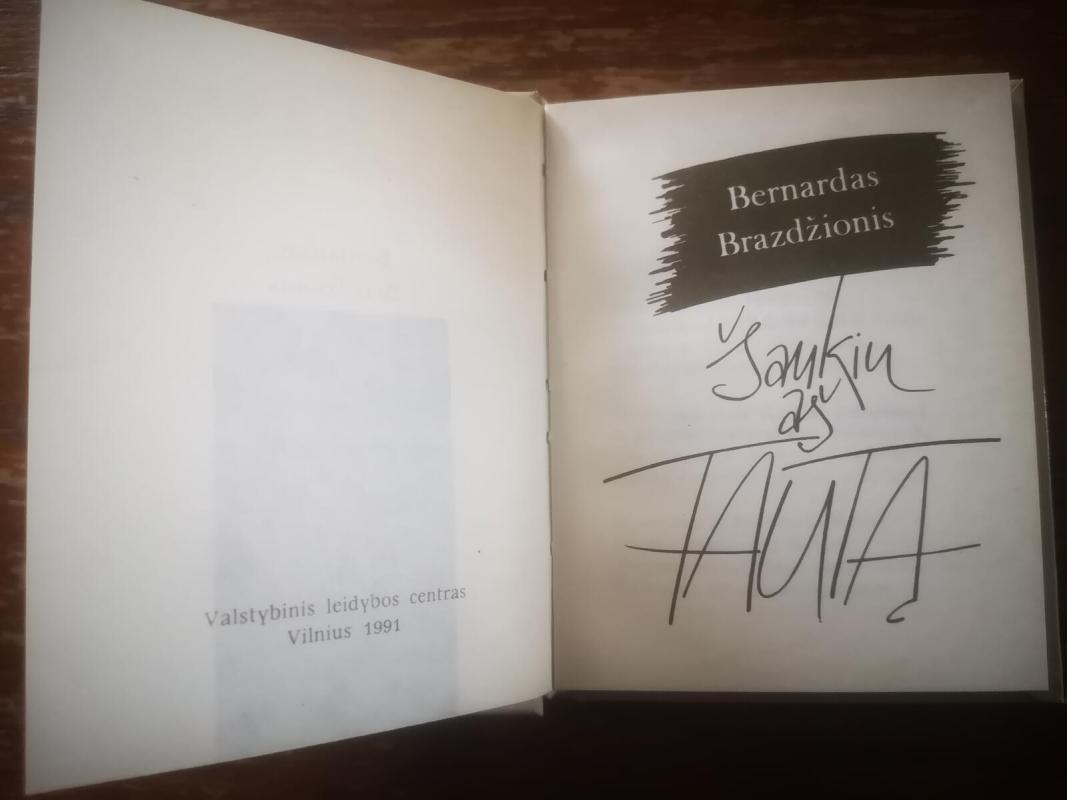 Valstybinis leidybos centras
Vilnius 1991
Bernardas
Brazdžionis
Šaukiu
aš
TAUTĄ